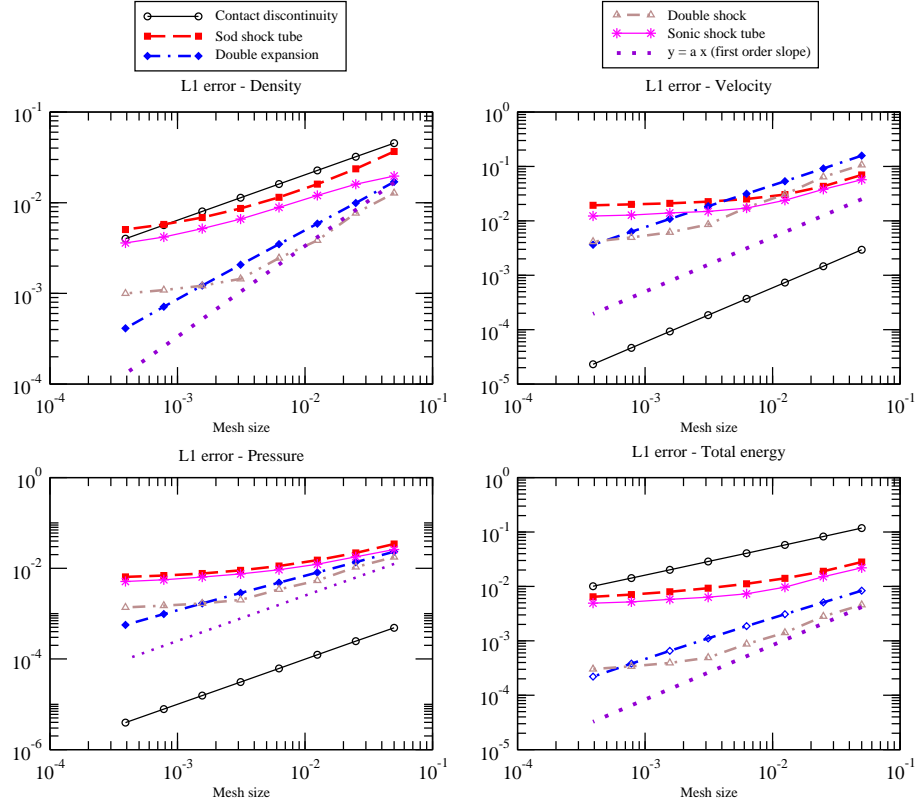 Contact discontinuity
Sod shock tube
Double expansion
Double shock
Sonic shock tube
y = a x (first order slope)
L1 error - Density
10^-1
10^-2
10^-3
10^-4
10^-4 10^-3 10^-2 10^-1
Mesh size
L1 error - Velocity
10^0
10^-1
10^-2
10^-3
10^-4
10^-5
10^-4 10^-3 10^-2 10^-1
Mesh size
L1 error - Pressure
10^0
10^-2
10^-4
10^-6
10^-4 10^-3 10^-2 10^-1
Mesh size
L1 error - Total energy
10^0
10^-1
10^-2
10^-3
10^-4
10^-5
10^-4 10^-3 10^-2 10^-1
Mesh size